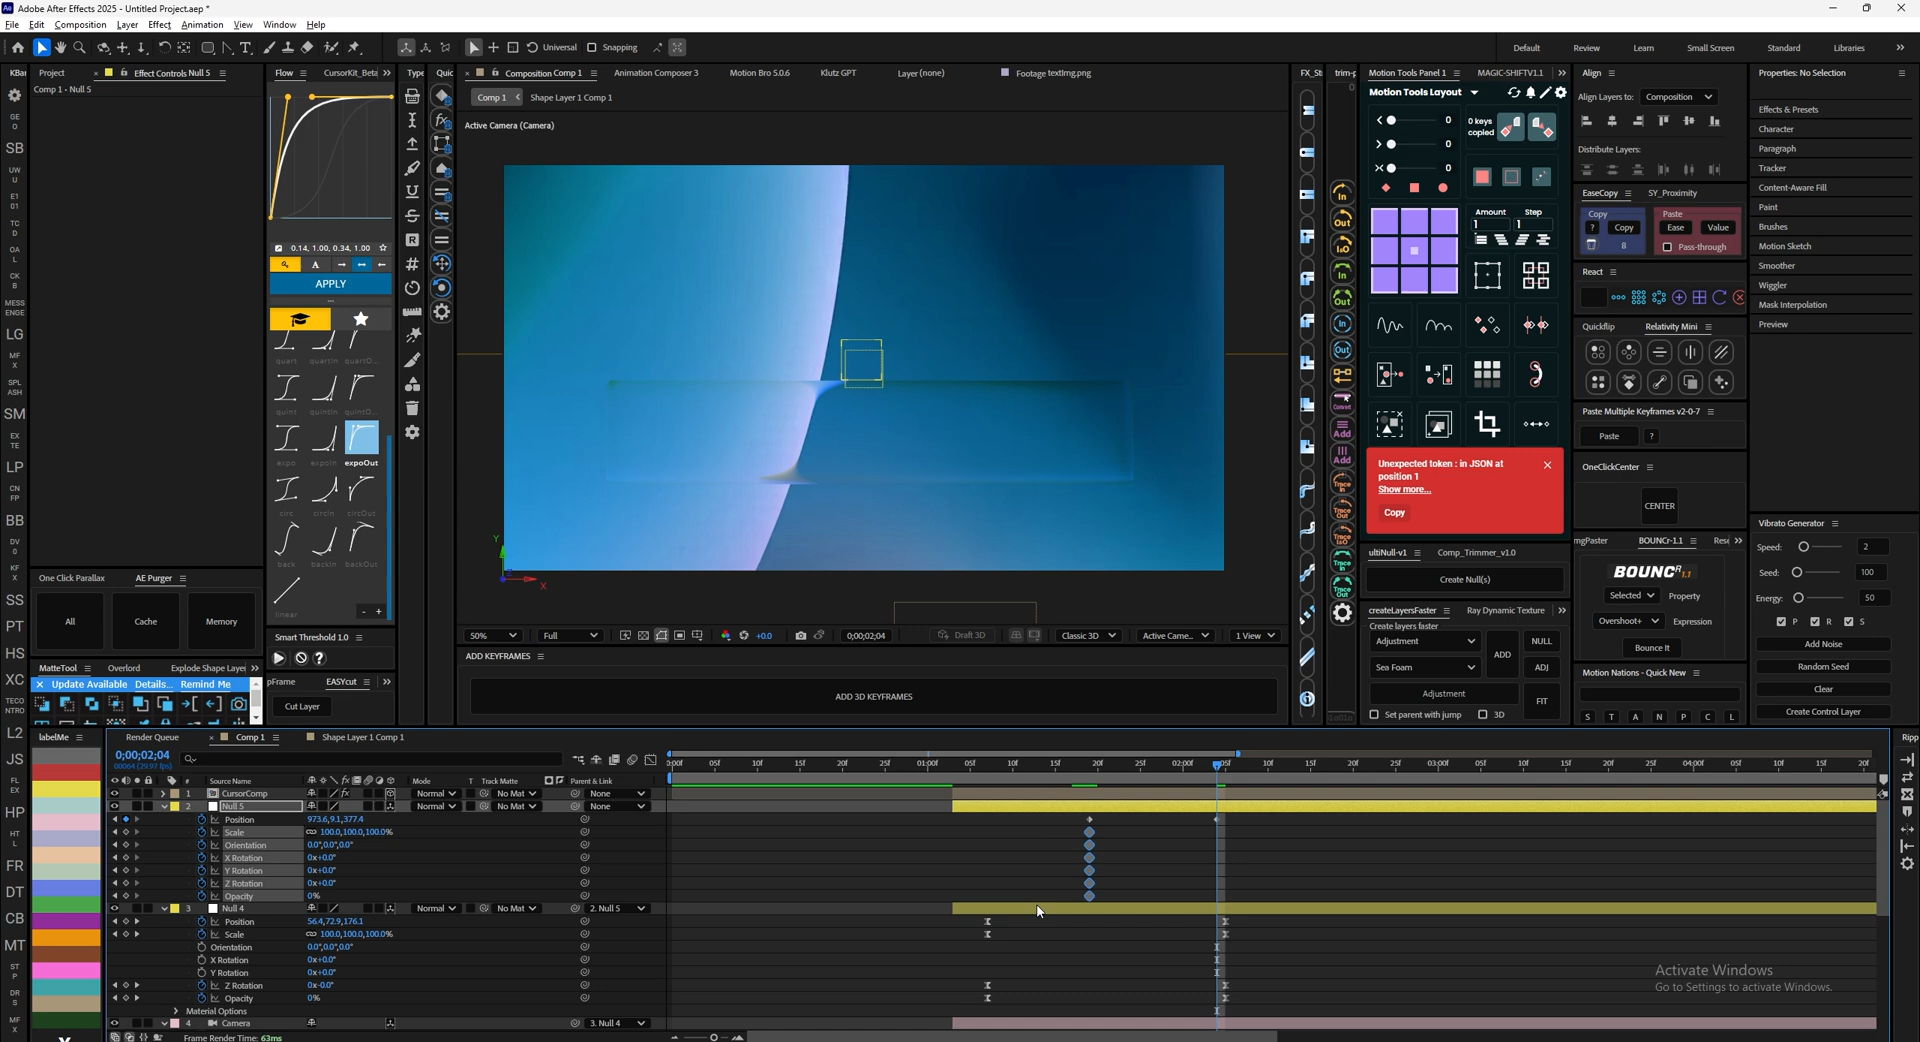 Adobe After Effects 2025 - Untitled Project.aep *
File Edit Composition Layer Effect Animation View Window Help
Universal Snapping Default Review Learn Small Screen Standard Libraries
Project Effect Controls Null 5
Comp 1 - Null 5
Flow CursorKit_Beta
0.14, 1.00, 0.34, 1.00
APPLY
quart quartIn quartO...
quint quintIn quintO...
expo expoIn expoOut
circ circIn circOut
back backIn backOut
linear
Composition Comp 1 Animation Composer 3 Motion Bro 5.0.6 Klutz GPT Layer (none) Footage textImg.png
Comp 1 Shape Layer 1 Comp 1
Active Camera (Camera)
50% Full +0.0 0;00;02;04 Draft 3D Classic 3D Active Came... 1 View
ADD KEYFRAMES
ADD 3D KEYFRAMES
Motion Tools Panel 1 MAGIC-SHIFTV1.1
Motion Tools Layout
0 keys copied
Amount Step
1 1
Unexpected token : in JSON at
position 1
Show more...
Copy
ultiNull-v1 Comp_Trimmer_v1.0
Create Null(s)
createLayersFaster Ray Dynamic Texture
Create layers faster
Adjustment ADD NULL
Sea Foam ADJ
Adjustment FIT
Set parent with jump 3D
Align
Align Layers to: Composition
Distribute Layers:
EaseCopy SY_Proximity
Copy Paste
? Copy Ease Value
8 Pass-through
React
Quickflip Relativity Mini
Paste Multiple Keyframes v2-0-7
Paste ?
OneClickCenter
CENTER
mgPaster BOUNCr-1.1
BOUNCR 1.1
Selected Property
Overshoot+ Expression
Bounce It
Motion Nations - Quick New
S T A N P C L
Properties: No Selection
Effects & Presets
Character
Paragraph
Tracker
Content-Aware Fill
Paint
Brushes
Motion Sketch
Smoother
Wiggler
Mask Interpolation
Preview
Vibrato Generator
Speed: 2
Seed: 100
Energy: 50
P R S
Add Noise
Random Seed
Clear
Create Control Layer
One Click Parallax AE Purger
All Cache Memory
Smart Threshold 1.0
MatteTool Overlord Explode Shape Layer
Update Available Details... Remind Me
pFrame EASYcut
Cut Layer
labelMe
Render Queue Comp 1 Shape Layer 1 Comp 1
0;00;02;04
00064 (29.97 fps)
# Source Name Mode T Track Matte Parent & Link
1 CursorComp Normal No Mat None
2 Null 5 Normal No Mat None
Position 973.6,9.1,377.4
Scale 100.0,100.0,100.0%
Orientation 0.0°,0.0°,0.0°
X Rotation 0x+0.0°
Y Rotation 0x+0.0°
Z Rotation 0x+0.0°
Opacity 0%
3 Null 4 Normal No Mat 2. Null 5
Position 56.4,72.9,176.1
Scale 100.0,100.0,100.0%
Orientation 0.0°,0.0°,0.0°
X Rotation 0x+0.0°
Y Rotation 0x+0.0°
Z Rotation 0x-0.0°
Opacity 0%
Material Options
4 Camera 3. Null 4
Frame Render Time: 63ms
Activate Windows
Go to Settings to activate Windows.